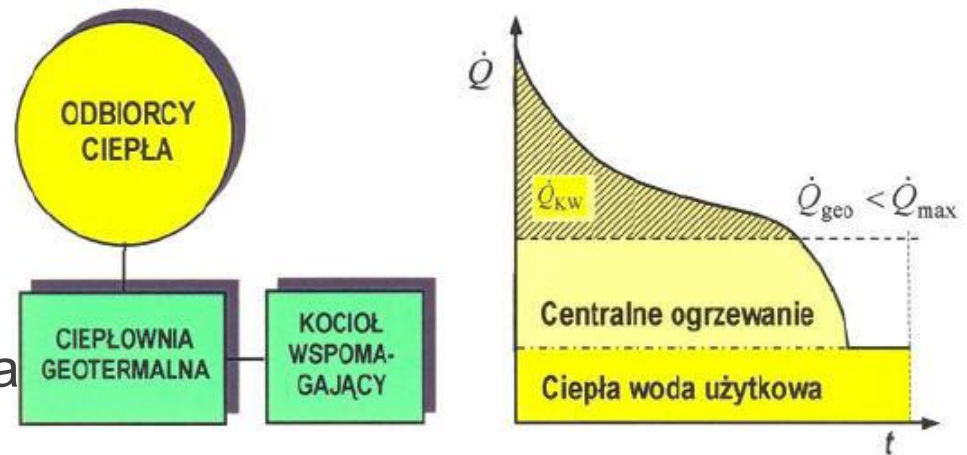 ODBIORCY
CIEPŁA
CIEPŁOWNIA
GEOTERMALNA
KOCIOŁ
WSPOMA-
GAJĄCY
a
Q̇
Q̇KW
Q̇geo < Q̇max
Centralne ogrzewanie
Ciepła woda użytkowa
t